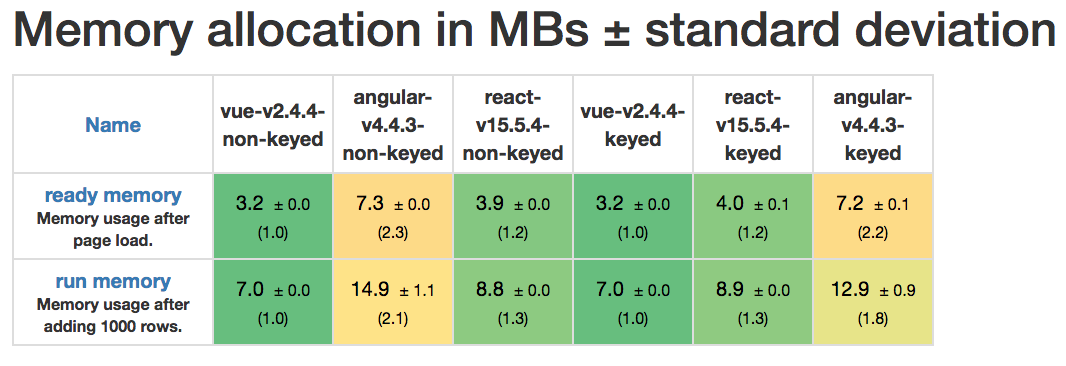 Memory allocation in MBs ± standard deviation
Name
vue-v2.4.4-
non-keyed
angular-
v4.4.3-
non-keyed
react-
v15.5.4-
non-keyed
vue-v2.4.4-
keyed
react-
v15.5.4-
keyed
angular-
v4.4.3-
keyed
ready memory
Memory usage after
page load.
3.2 ± 0.0
(1.0)
7.3 ± 0.0
(2.3)
3.9 ± 0.0
(1.2)
3.2 ± 0.0
(1.0)
4.0 ± 0.1
(1.2)
7.2 ± 0.1
(2.2)
run memory
Memory usage after
adding 1000 rows.
7.0 ± 0.0
(1.0)
14.9 ± 1.1
(2.1)
8.8 ± 0.0
(1.3)
7.0 ± 0.0
(1.0)
8.9 ± 0.0
(1.3)
12.9 ± 0.9
(1.8)